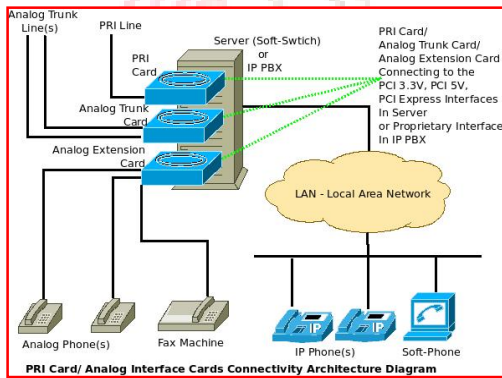 Analog Trunk
Line(s)
PRI Line
Server (Soft-Swtich)
or
IP PBX
PRI
Card
Analog Trunk
Card
Analog Extension
Card
PRI Card/
Analog Trunk Card/
Analog Extension Card
Connecting to the
PCI 3.3V, PCI 5V,
PCI Express Interfaces
In Server
or Proprietary Interface
In IP PBX
LAN - Local Area Network
IP
IP
Analog Phone(s)
Fax Machine
IP Phone(s)
Soft-Phone
PRI Card/ Analog Interface Cards Connectivity Architecture Diagram